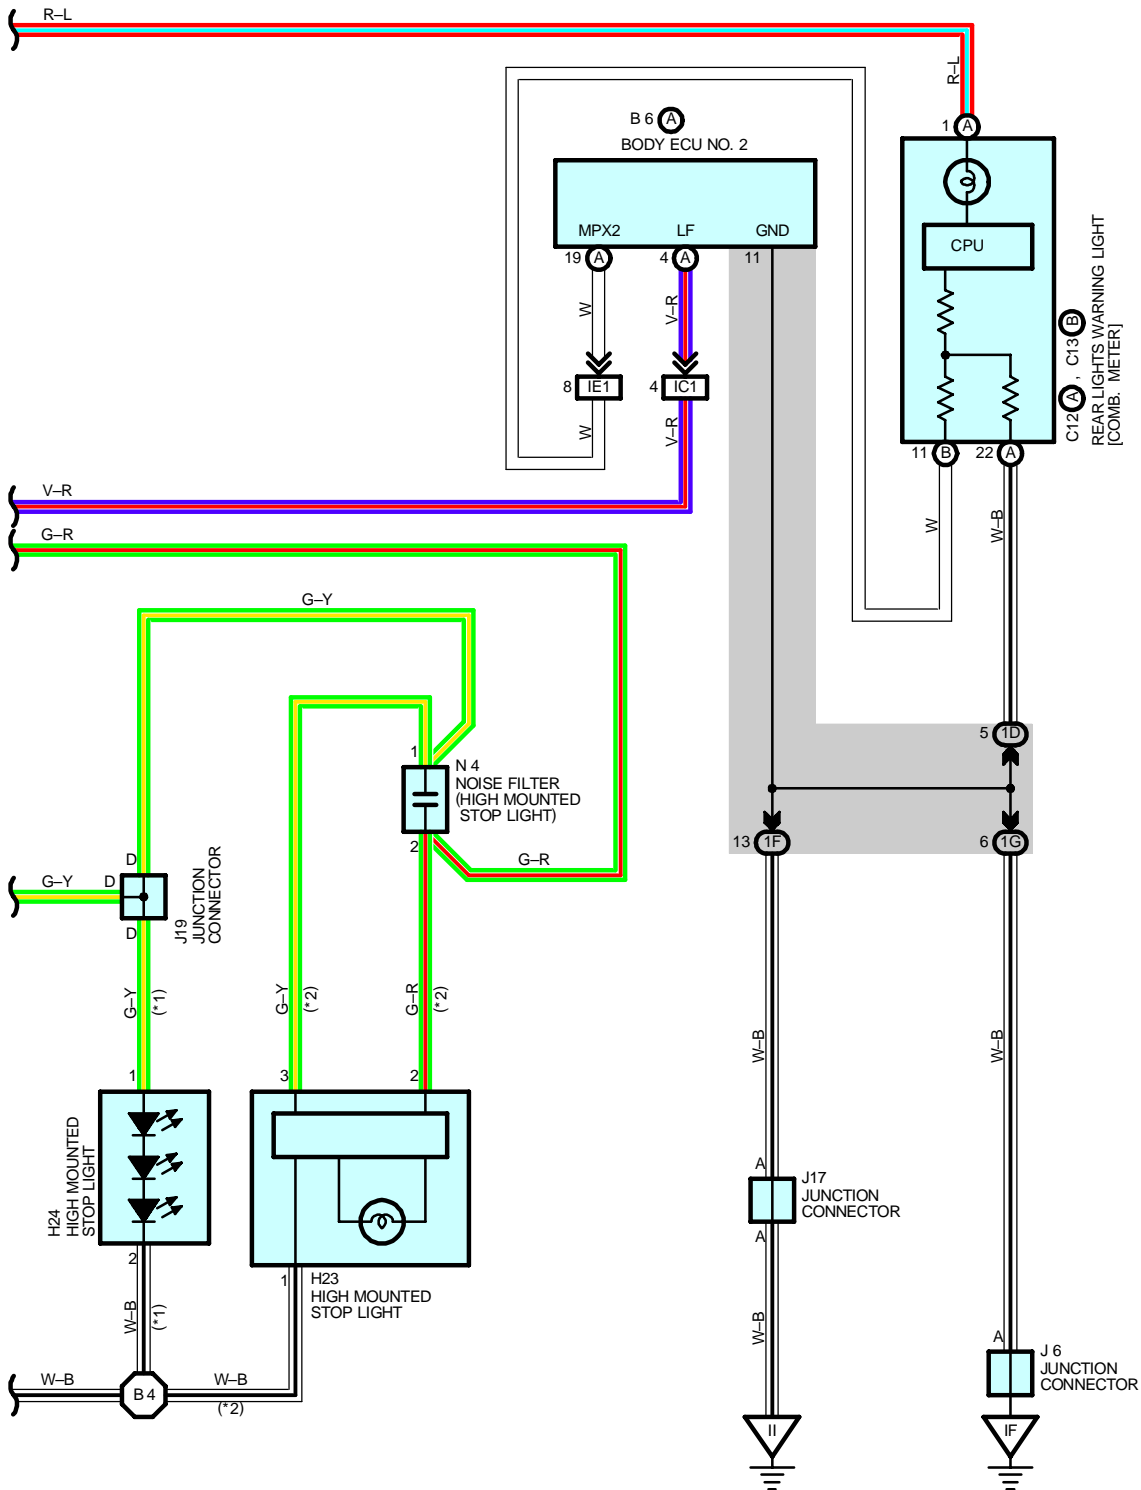 R–L
R–L
B 6 A
BODY ECU NO. 2
1 A
MPX2 LF GND
19 A 4 A 11
CPU
C12 A , C13 B
REAR LIGHTS WARNING LIGHT
[COMB. METER]
W
V–R
8 IE1
4 IC1
W
V–R
11 B 22 A
V–R
W
W–B
G–R
G–Y
5 1D
1
N 4
NOISE FILTER
(HIGH MOUNTED
STOP LIGHT)
2
13 1F
6 1G
G–R
D
G–Y D
D
J19
JUNCTION
CONNECTOR
G–Y
(*1)
G–Y
(*2)
G–R
(*2)
W–B
W–B
1
3
2
H24
HIGH MOUNTED
STOP LIGHT
2
1
H23
HIGH MOUNTED
STOP LIGHT
A
J17
JUNCTION
CONNECTOR
A
W–B
(*1)
W–B
A
J 6
JUNCTION
CONNECTOR
W–B
B 4
W–B
(*2)
II
IF